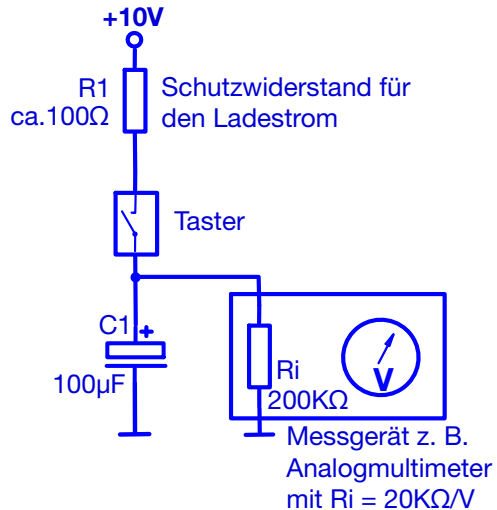 +10V
R1
ca.100Ω
Schutzwiderstand für
den Ladestrom
Taster
C1
+
100µF
Ri
200KΩ
V
Messgerät z. B.
Analogmultimeter
mit Ri = 20KΩ/V